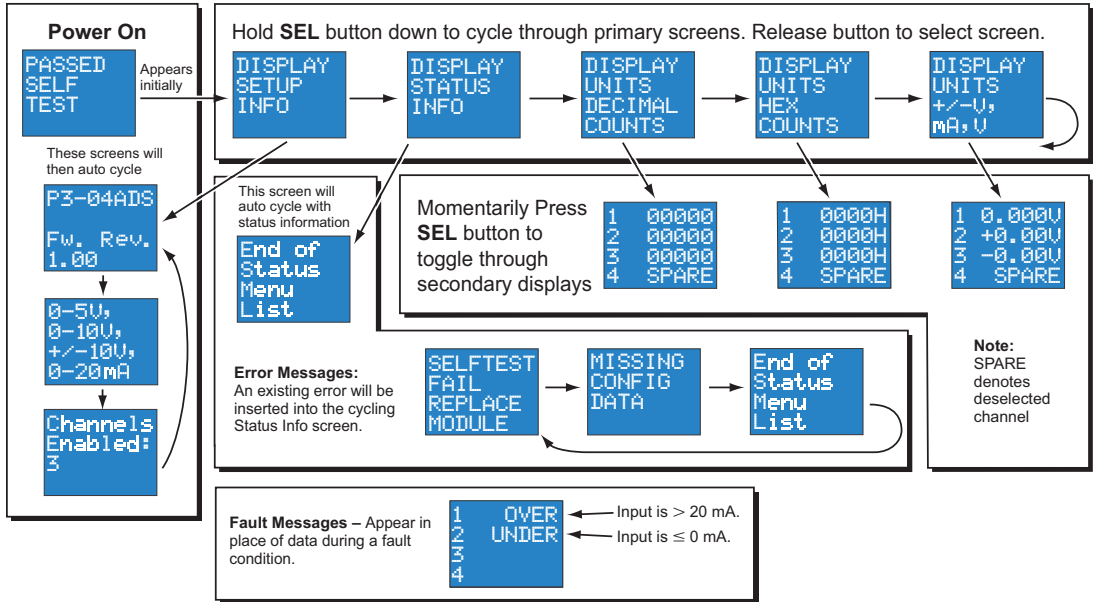 Power On
PASSED
SELF
TEST
Appears
initially
These screens will
then auto cycle
P3-04ADS
Fw. Rev.
1.00
0-5V,
0-10V,
+/-10V,
0-20mA
Channels
Enabled:
3
Hold SEL button down to cycle through primary screens. Release button to select screen.
DISPLAY
SETUP
INFO
DISPLAY
STATUS
INFO
DISPLAY
UNITS
DECIMAL
COUNTS
DISPLAY
UNITS
HEX
COUNTS
DISPLAY
UNITS
+/-V,
mA,V
This screen will
auto cycle with
status information
End of
Status
Menu
List
Momentarily Press
SEL button to
toggle through
secondary displays
1 00000
2 00000
3 00000
4 SPARE
1 0000H
2 0000H
3 0000H
4 SPARE
1 0.000V
2 +0.00V
3 -0.00V
4 SPARE
Note:
SPARE
denotes
deselected
channel
Error Messages:
An existing error will be
inserted into the cycling
Status Info screen.
SELFTEST
FAIL
REPLACE
MODULE
MISSING
CONFIG
DATA
End of
Status
Menu
List
Fault Messages – Appear in
place of data during a fault
condition.
1 OVER
2 UNDER
3
4
Input is > 20 mA.
Input is ≤ 0 mA.